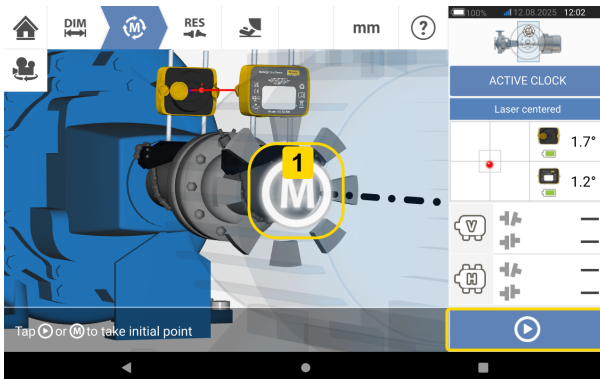 DIM
M
RES
mm
?
100%
12.08.2025 12:02
ACTIVE CLOCK
Laser centered
1
M
1.7°
1.2°
V
H
Tap or M to take initial point